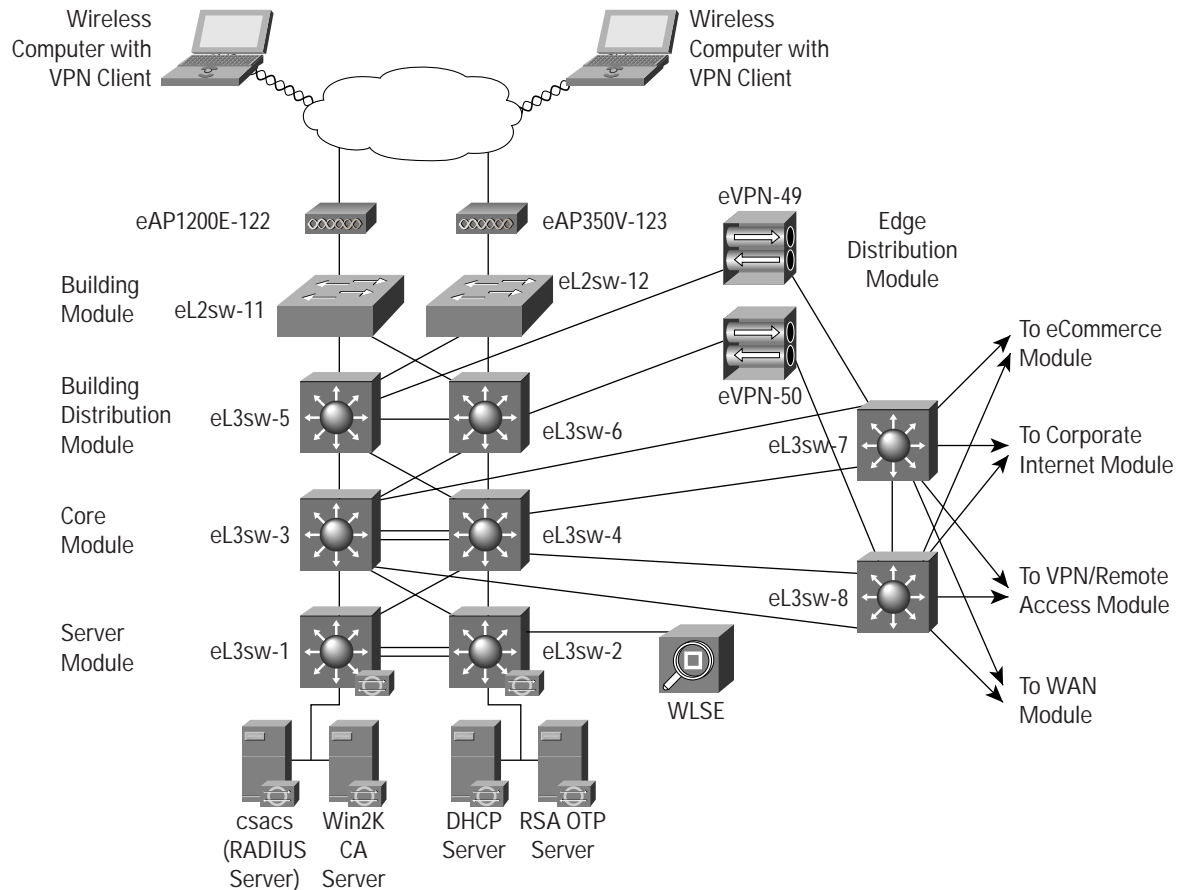 Wireless
Computer with
VPN Client
Wireless
Computer with
VPN Client
eAP1200E-122
eAP350V-123
eVPN-49
Edge
Distribution
Module
Building
Module
eL2sw-11
eL2sw-12
eVPN-50
To eCommerce
Module
Building
Distribution
Module
eL3sw-5
eL3sw-6
eL3sw-7
To Corporate
Internet Module
Core
Module
eL3sw-3
eL3sw-4
eL3sw-8
To VPN/Remote
Access Module
Server
Module
eL3sw-1
eL3sw-2
WLSE
To WAN
Module
csacs
(RADIUS
Server)
Win2K
CA
Server
DHCP
Server
RSA OTP
Server